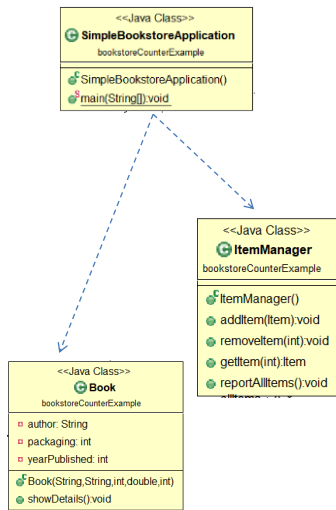 <<Java Class>>
SimpleBookstoreApplication
bookstoreCounterExample
SimpleBookstoreApplication()
main(String[]):void
<<Java Class>>
ItemManager
bookstoreCounterExample
ItemManager()
addItem(Item):void
removeItem(int):void
getItem(int):Item
reportAllItems():void
<<Java Class>>
Book
bookstoreCounterExample
author: String
packaging: int
yearPublished: int
Book(String,String,int,double,int)
showDetails():void